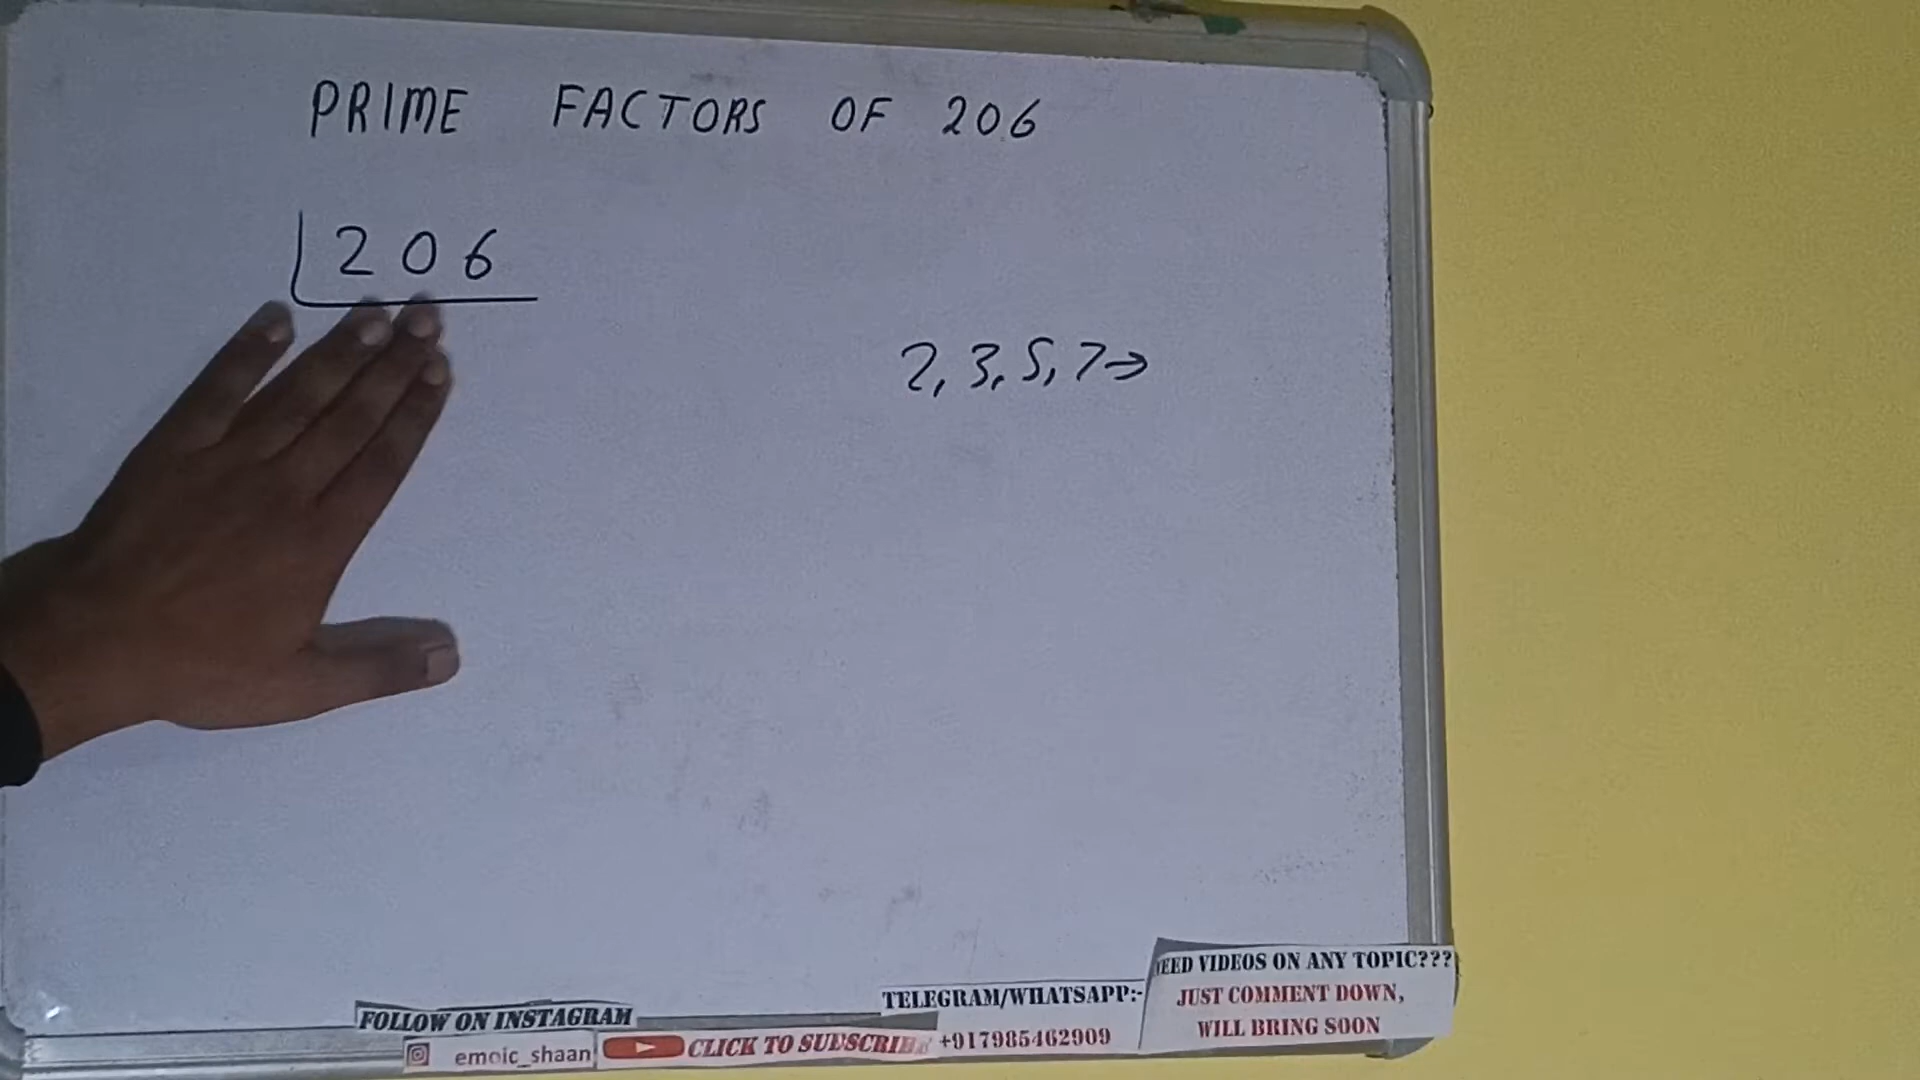 PRIME FACTORS OF 206
206
2, 3, 5, 7→
FOLLOW ON INSTAGRAM
emoic_shaan
CLICK TO SUBSCRIBE
TELEGRAM/WHATSAPP:-
+917985462909
EED VIDEOS ON ANY TOPIC???
JUST COMMENT DOWN,
WILL BRING SOON